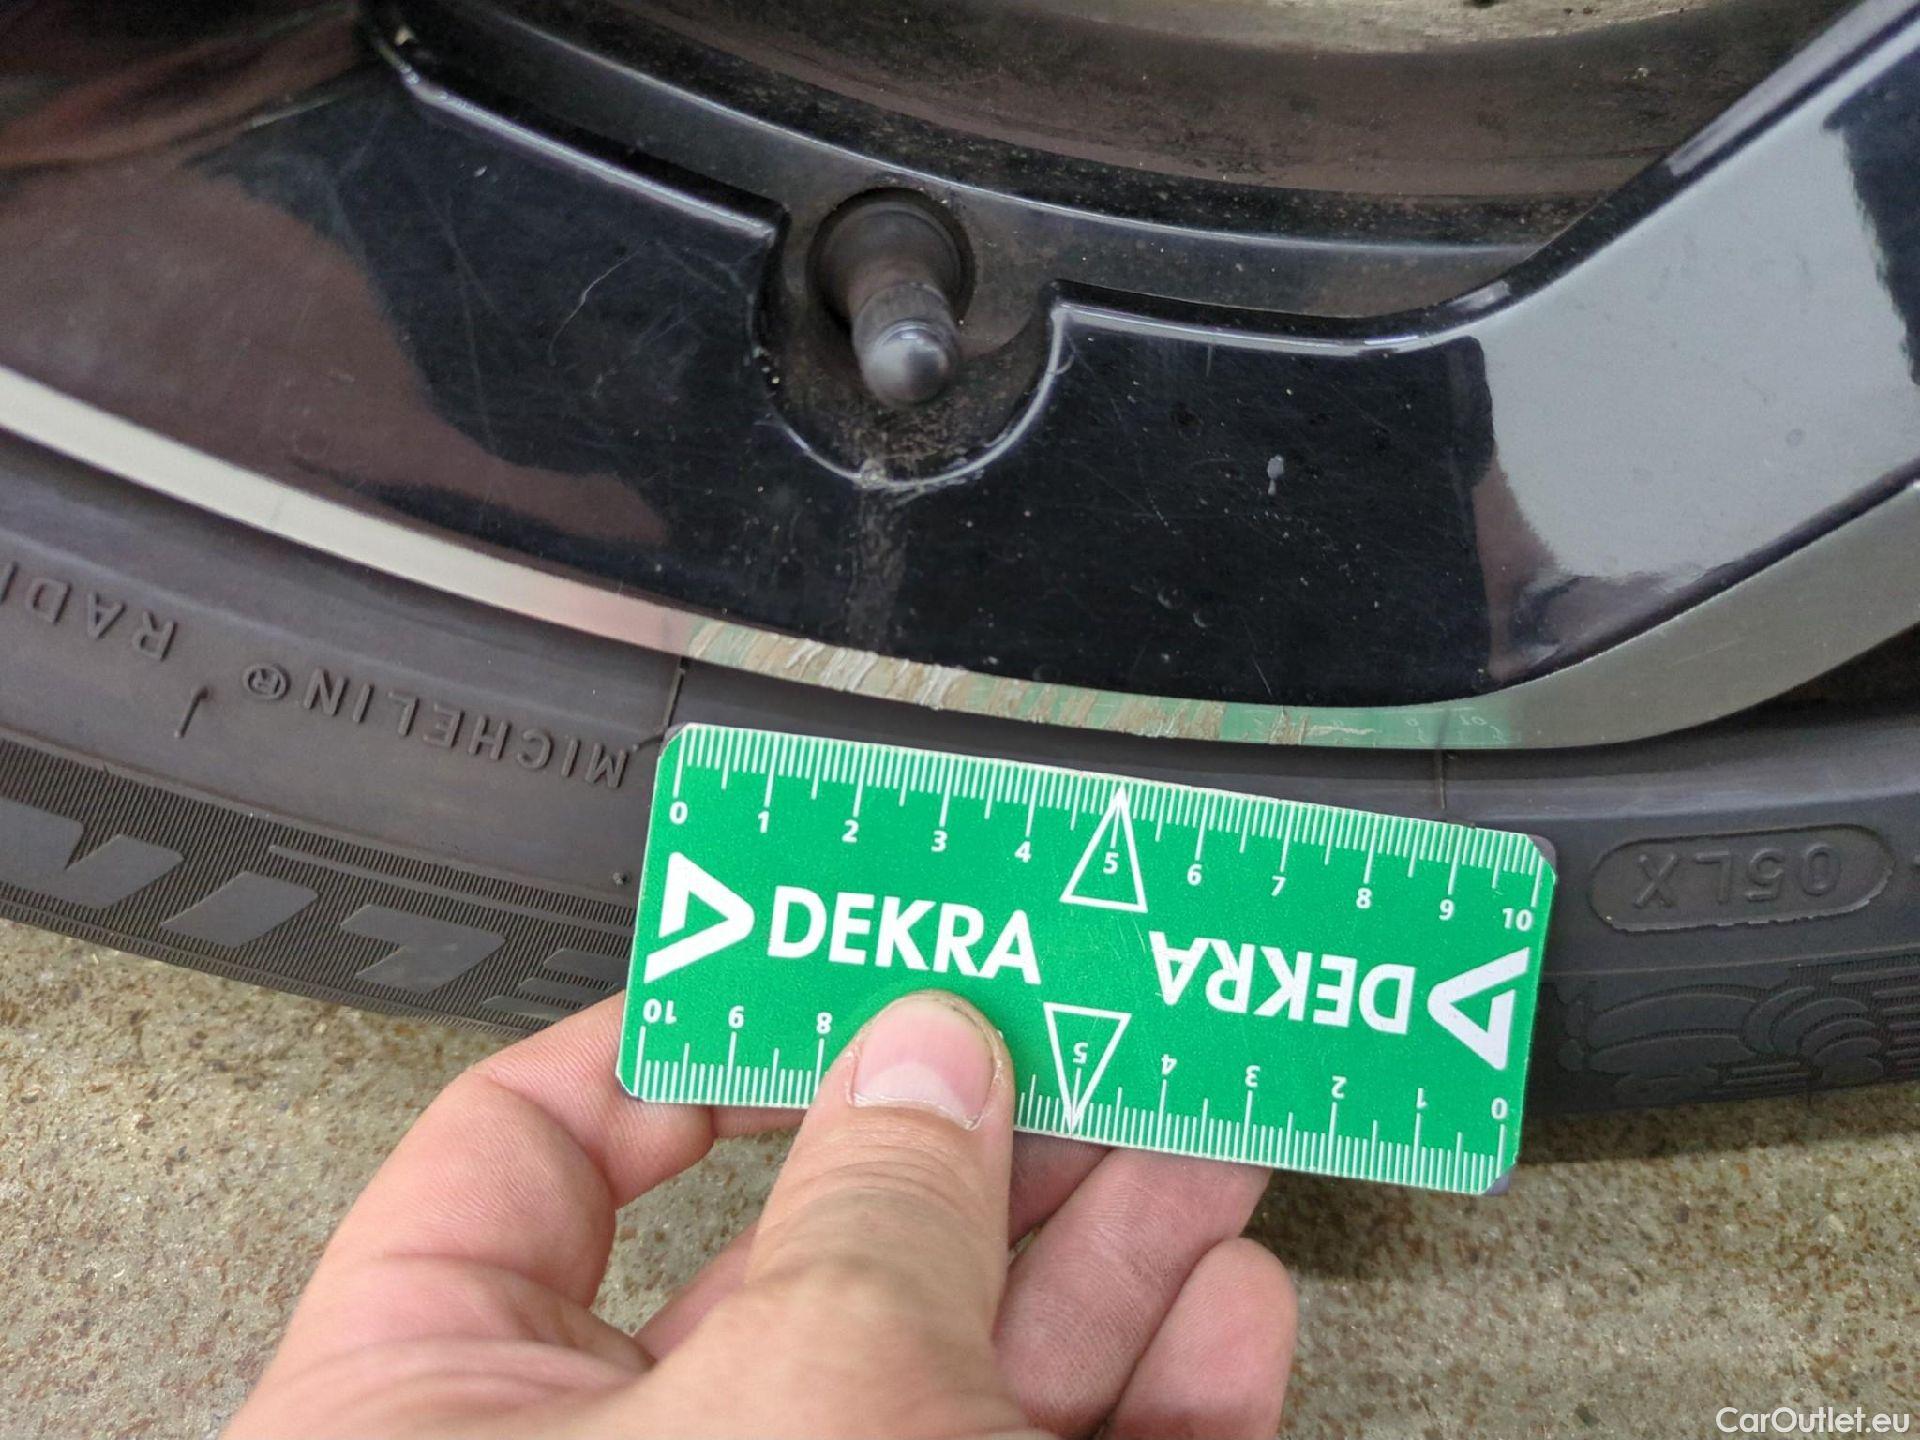 MICHELIN® RADI
05LX
0 1 2 3 4 5 6 7 8 9 10
DEKRA
DEKRA
10 9 8 5 4 3 2 1 0
CarOutlet.eu